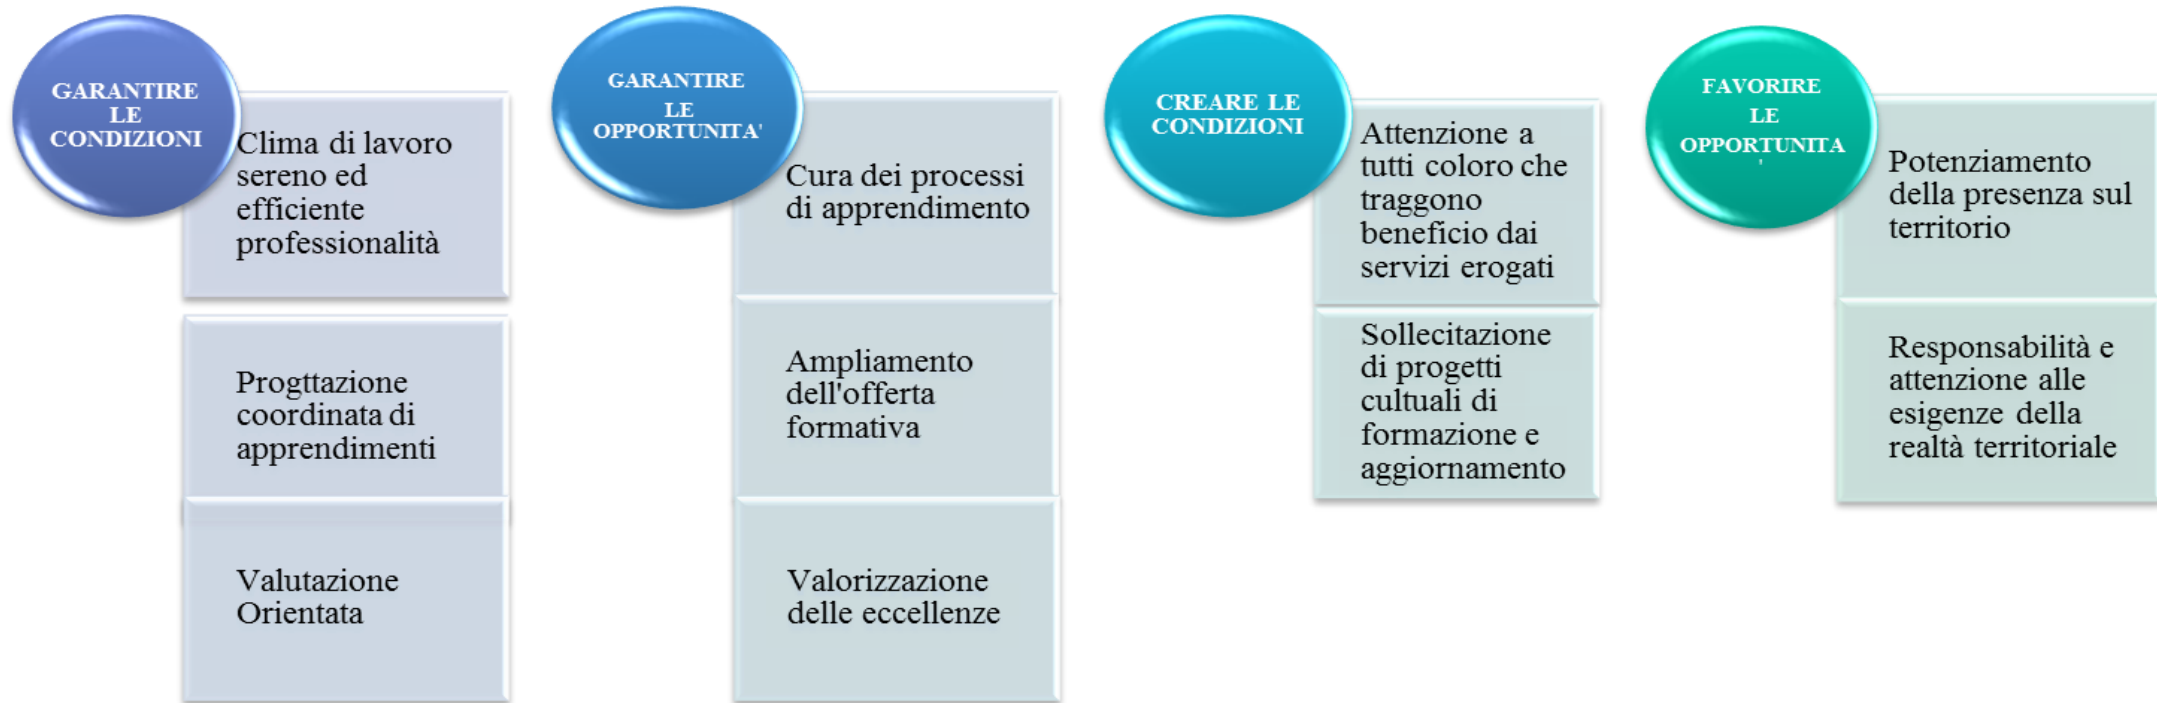 GARANTIRE
LE
CONDIZIONI
Clima di lavoro
sereno ed
efficiente
professionalità
Progttazione
coordinata di
apprendimenti
Valutazione
Orientata
GARANTIRE
LE
OPPORTUNITA'
Cura dei processi
di apprendimento
Ampliamento
dell'offerta
formativa
Valorizzazione
delle eccellenze
CREARE LE
CONDIZIONI
Attenzione a
tutti coloro che
traggono
beneficio dai
servizi erogati
Sollecitazione
di progetti
cultuali di
formazione e
aggiornamento
FAVORIRE
LE
OPPORTUNITA
'
Potenziamento
della presenza sul
territorio
Responsabilità e
attenzione alle
esigenze della
realtà territoriale